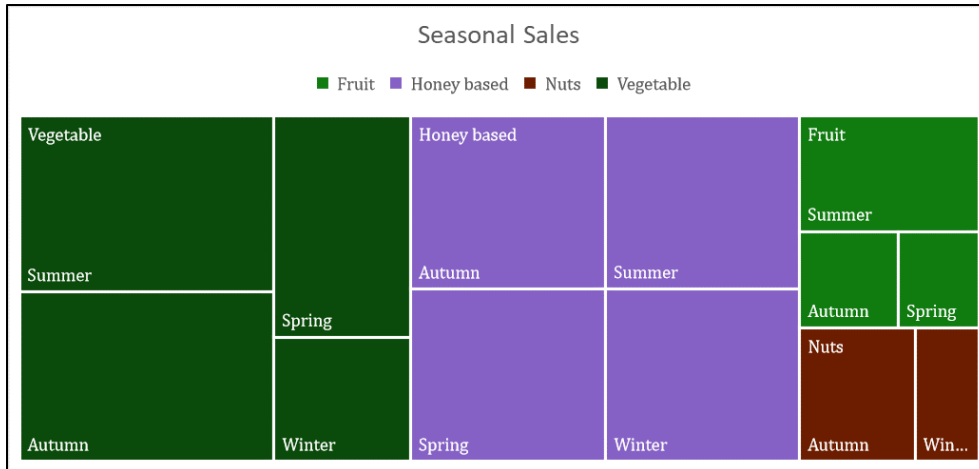 Seasonal Sales
Fruit Honey based Nuts Vegetable
Vegetable
Summer
Autumn
Spring
Winter
Honey based
Autumn
Summer
Spring
Winter
Fruit
Summer
Autumn
Spring
Nuts
Autumn
Win...